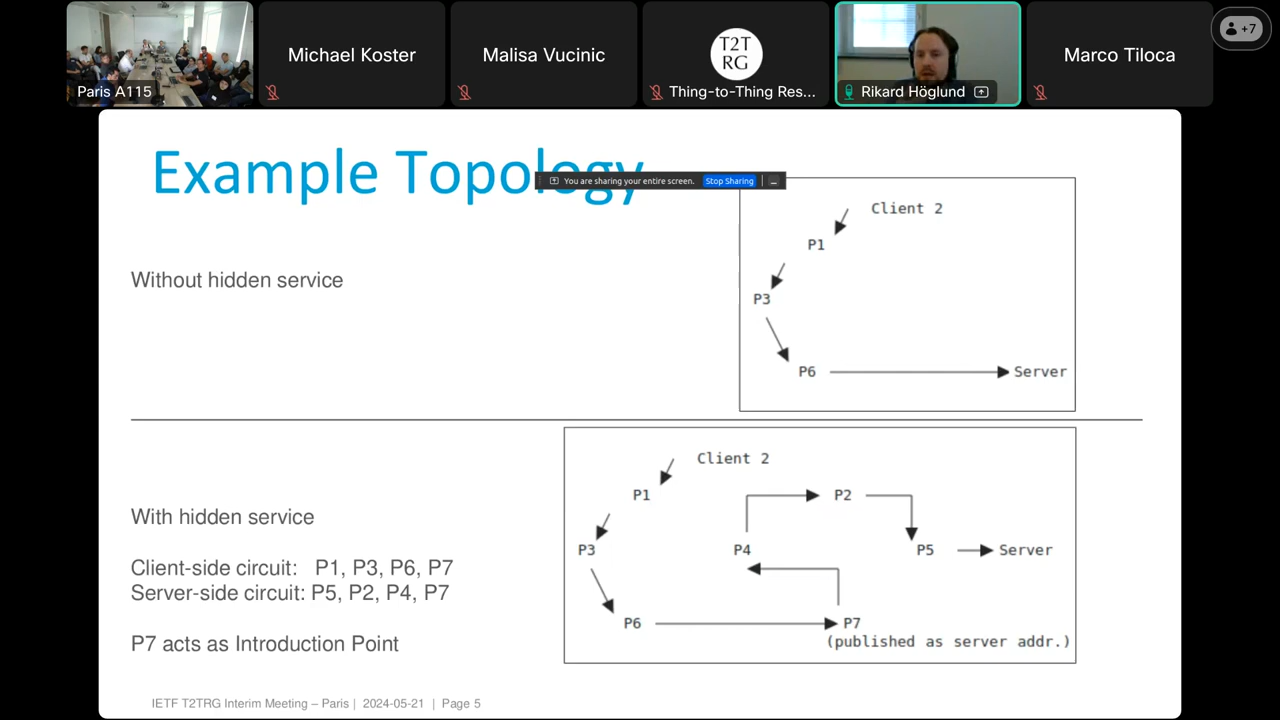 Paris A115
Michael Koster
Malisa Vucinic
T2T
RG
Thing-to-Thing Res...
Rikard Höglund
Marco Tiloca
+7
Example Topology
You are sharing your entire screen.
Stop Sharing
Without hidden service
Client 2
P1
P3
P6
Server
With hidden service
Client-side circuit: P1, P3, P6, P7
Server-side circuit: P5, P2, P4, P7
P7 acts as Introduction Point
Client 2
P1
P2
P3
P4
P5
Server
P6
P7
(published as server addr.)
IETF T2TRG Interim Meeting – Paris | 2024-05-21 | Page 5